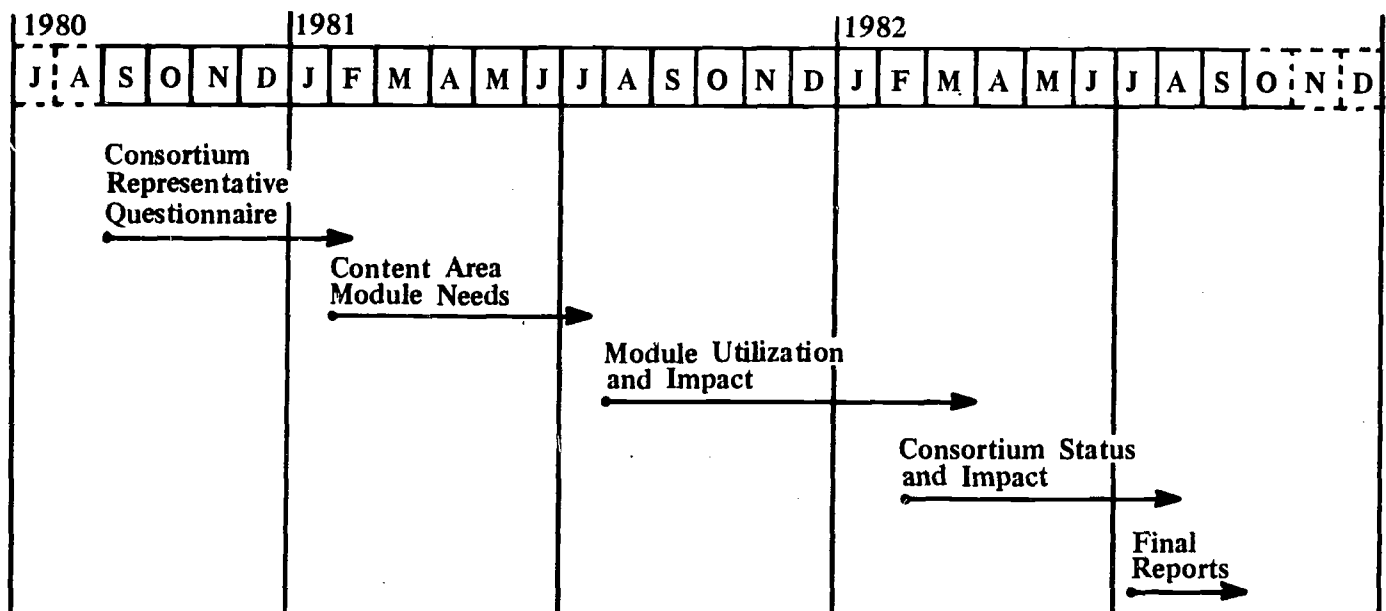 1980 1981 1982
J A S O N D J F M A M J J A S O N D J F M A M J J A S O N D
Consortium
Representative
Questionnaire
Content Area
Module Needs
Module Utilization
and Impact
Consortium Status
and Impact
Final
Reports